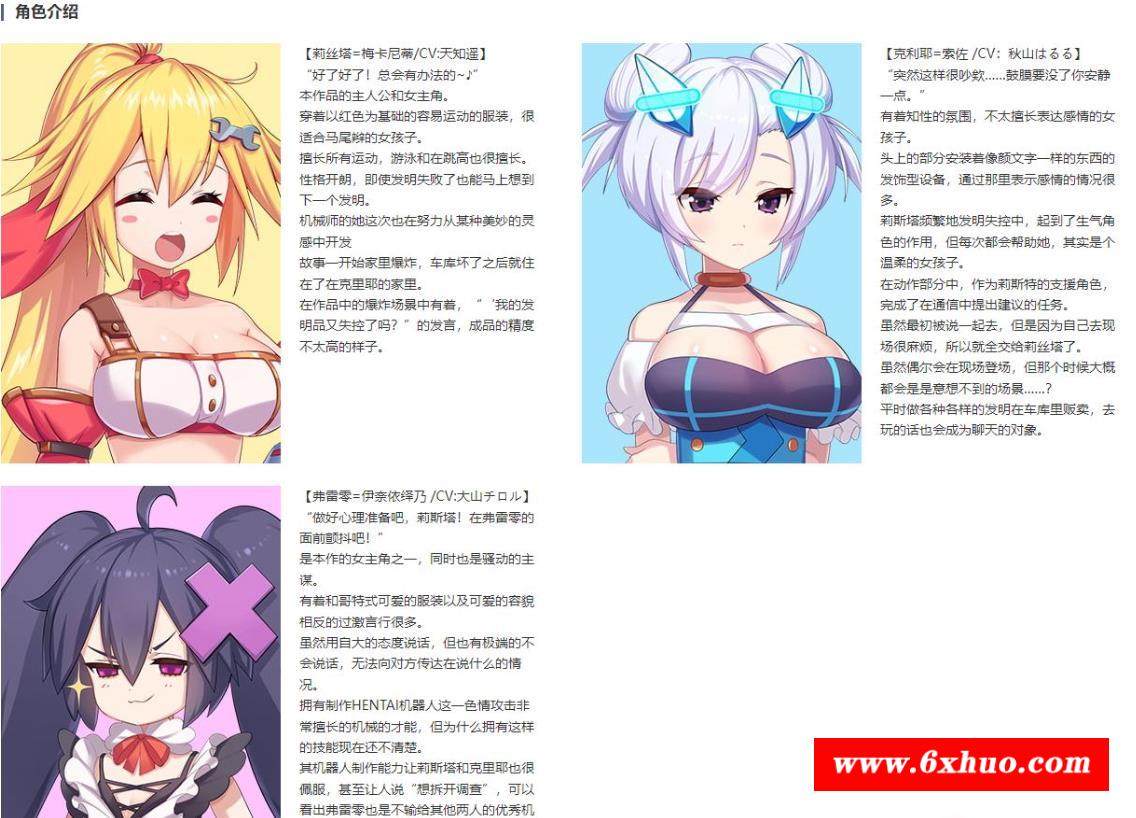 角色介绍
【莉丝塔=梅卡尼蒂/CV:天知遥】
“好了好了！总会有办法的~♪”
本作品的主人公和女主角。
穿着以红色为基础的容易运动的服装，很
适合马尾辫的女孩子。
擅长所有运动，游泳和在跳高也很擅长。
性格开朗，即使发明失败了也能马上想到
下一个发明。
机械师的她这次也在努力从某种美妙的灵
感中开发
故事一开始家里爆炸，车库坏了之后就住
在了在克里耶的家里。
在作品中的爆炸场景中有着，“‘我的发
明品又失控了吗？”的发言，成品的精度
不太高的样子。
【克利耶=索佐 /CV：秋山はるる】
“突然这样很吵欸……鼓膜要没了你安静
一点。”
有着知性的氛围，不太擅长表达感情的女
孩子。
头上的部分安装着像颜文字一样的东西的
发饰型设备，通过那里表示感情的情况很
多。
莉斯塔频繁地发明失控中，起到了生气角
色的作用，但每次都会帮助她，其实是个
温柔的女孩子。
在动作部分中，作为莉斯特的支援角色，
完成了在通信中提出建议的任务。
虽然最初被说一起去，但是因为自己去现
场很麻烦，所以就全交给莉丝塔了。
虽然偶尔会在现场登场，但那个时候大概
都会是是意想不到的场景……?
平时做各种各样的发明在车库里贩卖，去
玩的话也会成为聊天的对象。
【弗雷零=伊奈依绎乃 /CV:大山チロル】
“做好心理准备吧，莉斯塔！在弗雷零的
面前颤抖吧！”
是本作的女主角之一，同时也是骚动的主
谋。
有着和哥特式可爱的服装以及可爱的容貌
相反的过激言行很多。
虽然用自大的态度说话，但也有极端的不
会说话，无法向对方传达在说什么的情
况。
拥有制作HENTAI机器人这一色情攻击非
常擅长的机械的才能，但为什么拥有这样
的技能现在还不清楚。
其机器人制作能力让莉斯塔和克里耶也很
佩服，甚至让人说“想拆开调查”，可以
看出弗雷零也是不输给其他两人的优秀机
www.6xhuo.com